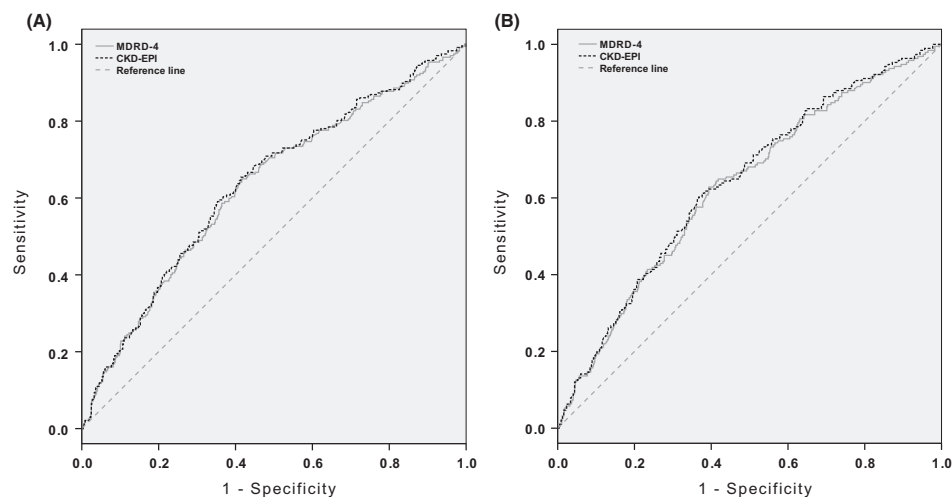 (A)
MDRD-4
CKD-EPI
Reference line
1.0
0.8
0.6
0.4
0.2
0.0
Sensitivity
0.0 0.2 0.4 0.6 0.8 1.0
1 - Specificity
(B)
MDRD-4
CKD-EPI
Reference line
1.0
0.8
0.6
0.4
0.2
0.0
Sensitivity
0.0 0.2 0.4 0.6 0.8 1.0
1 - Specificity